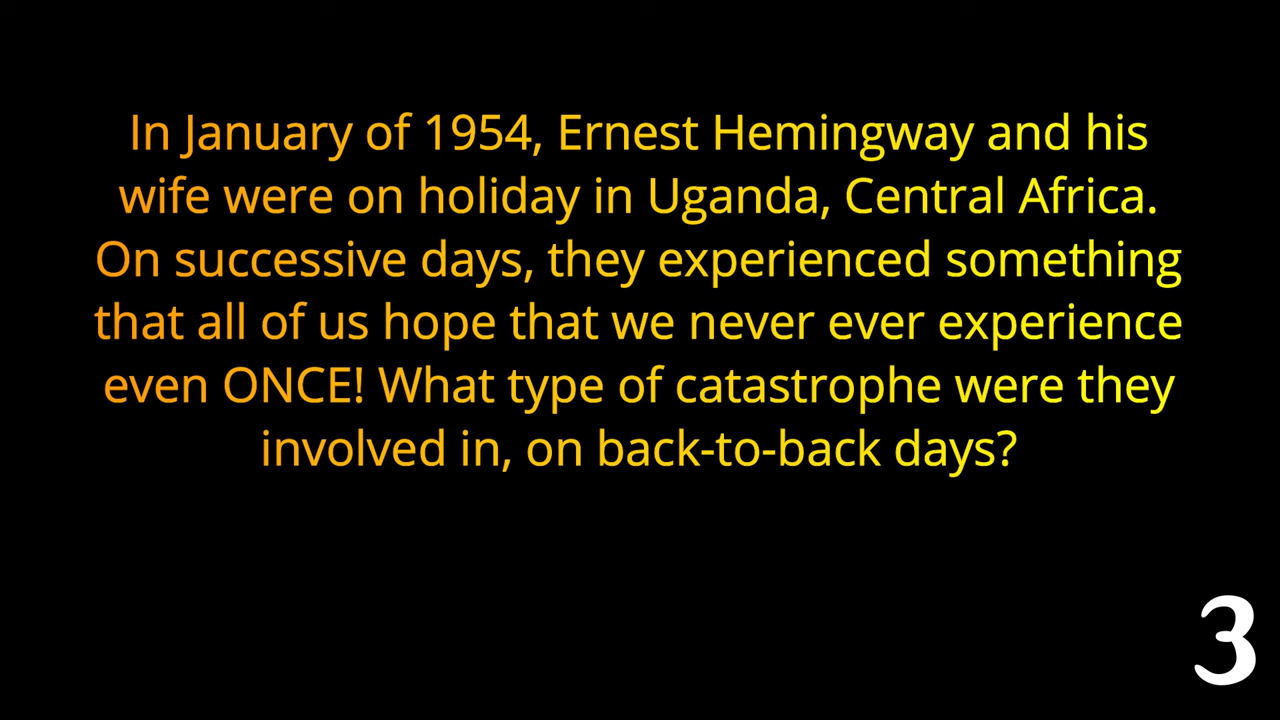 In January of 1954, Ernest Hemingway and his
wife were on holiday in Uganda, Central Africa.
On successive days, they experienced something
that all of us hope that we never ever experience
even ONCE! What type of catastrophe were they
involved in, on back-to-back days?
3